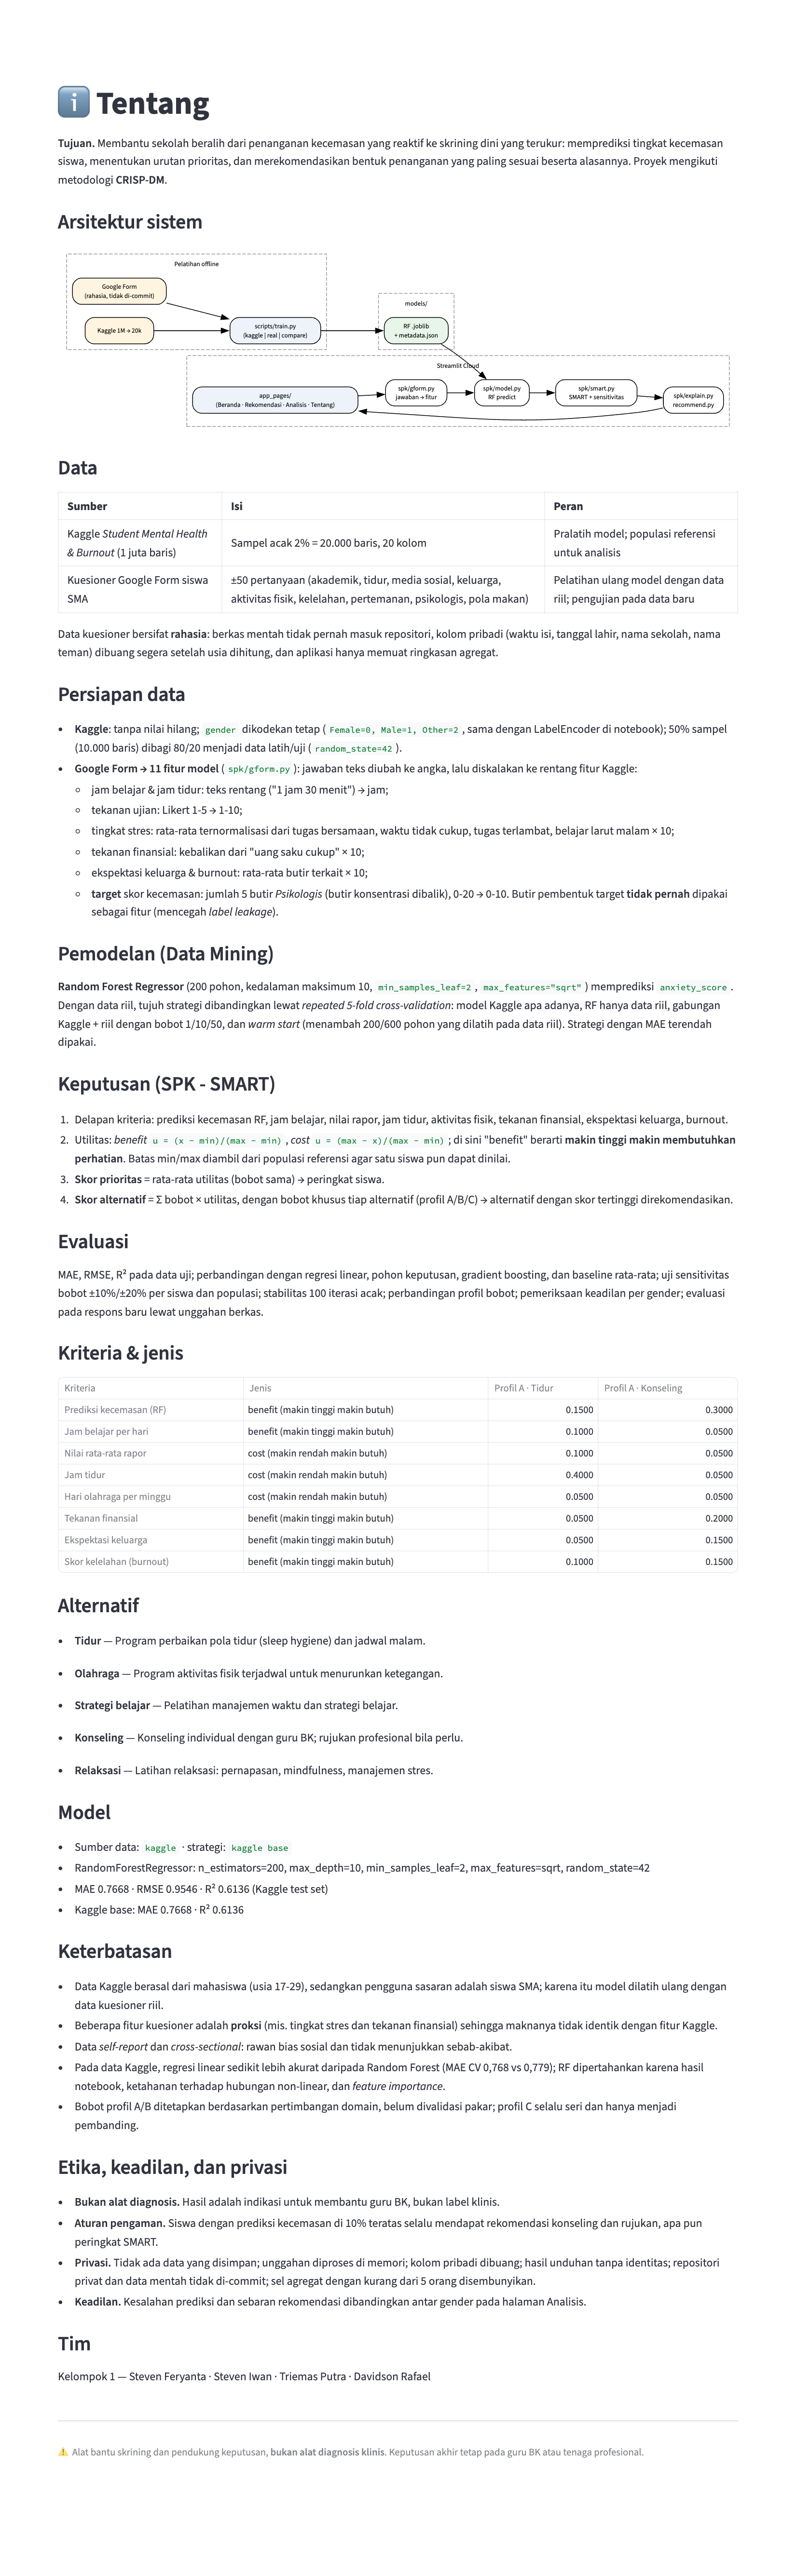 ℹ️ Tentang
Tujuan. Membantu sekolah beralih dari penanganan kecemasan yang reaktif ke skrining dini yang terukur: memprediksi tingkat kecemasan
siswa, menentukan urutan prioritas, dan merekomendasikan bentuk penanganan yang paling sesuai beserta alasannya. Proyek mengikuti
metodologi CRISP-DM.
Arsitektur sistem
Pelatihan offline
Google Form
(rahasia, tidak di-commit)
Kaggle 1M → 20k
scripts/train.py
(kaggle | real | compare)
models/
RF .joblib
+ metadata.json
Streamlit Cloud
app_pages/
(Beranda · Rekomendasi · Analisis · Tentang)
spk/gform.py
jawaban → fitur
spk/model.py
RF predict
spk/smart.py
SMART + sensitivitas
spk/explain.py
recommend.py
Data
Sumber Isi Peran
Kaggle Student Mental Health
& Burnout (1 juta baris)
Sampel acak 2% = 20.000 baris, 20 kolom
Pralatih model; populasi referensi
untuk analisis
Kuesioner Google Form siswa
SMA
±50 pertanyaan (akademik, tidur, media sosial, keluarga,
aktivitas fisik, kelelahan, pertemanan, psikologis, pola makan)
Pelatihan ulang model dengan data
riil; pengujian pada data baru
Data kuesioner bersifat rahasia: berkas mentah tidak pernah masuk repositori, kolom pribadi (waktu isi, tanggal lahir, nama sekolah, nama
teman) dibuang segera setelah usia dihitung, dan aplikasi hanya memuat ringkasan agregat.
Persiapan data
• Kaggle: tanpa nilai hilang; gender dikodekan tetap ( Female=0, Male=1, Other=2 , sama dengan LabelEncoder di notebook); 50% sampel
(10.000 baris) dibagi 80/20 menjadi data latih/uji ( random_state=42 ).
• Google Form → 11 fitur model ( spk/gform.py ): jawaban teks diubah ke angka, lalu diskalakan ke rentang fitur Kaggle:
◦ jam belajar & jam tidur: teks rentang ("1 jam 30 menit") → jam;
◦ tekanan ujian: Likert 1-5 → 1-10;
◦ tingkat stres: rata-rata ternormalisasi dari tugas bersamaan, waktu tidak cukup, tugas terlambat, belajar larut malam × 10;
◦ tekanan finansial: kebalikan dari "uang saku cukup" × 10;
◦ ekspektasi keluarga & burnout: rata-rata butir terkait × 10;
◦ target skor kecemasan: jumlah 5 butir Psikologis (butir konsentrasi dibalik), 0-20 → 0-10. Butir pembentuk target tidak pernah dipakai
sebagai fitur (mencegah label leakage).
Pemodelan (Data Mining)
Random Forest Regressor (200 pohon, kedalaman maksimum 10, min_samples_leaf=2 , max_features="sqrt" ) memprediksi anxiety_score .
Dengan data riil, tujuh strategi dibandingkan lewat repeated 5-fold cross-validation: model Kaggle apa adanya, RF hanya data riil, gabungan
Kaggle + riil dengan bobot 1/10/50, dan warm start (menambah 200/600 pohon yang dilatih pada data riil). Strategi dengan MAE terendah
dipakai.
Keputusan (SPK - SMART)
1. Delapan kriteria: prediksi kecemasan RF, jam belajar, nilai rapor, jam tidur, aktivitas fisik, tekanan finansial, ekspektasi keluarga, burnout.
2. Utilitas: benefit u = (x − min)/(max − min) , cost u = (max − x)/(max − min) ; di sini "benefit" berarti makin tinggi makin membutuhkan
perhatian. Batas min/max diambil dari populasi referensi agar satu siswa pun dapat dinilai.
3. Skor prioritas = rata-rata utilitas (bobot sama) → peringkat siswa.
4. Skor alternatif = Σ bobot × utilitas, dengan bobot khusus tiap alternatif (profil A/B/C) → alternatif dengan skor tertinggi direkomendasikan.
Evaluasi
MAE, RMSE, R² pada data uji; perbandingan dengan regresi linear, pohon keputusan, gradient boosting, dan baseline rata-rata; uji sensitivitas
bobot ±10%/±20% per siswa dan populasi; stabilitas 100 iterasi acak; perbandingan profil bobot; pemeriksaan keadilan per gender; evaluasi
pada respons baru lewat unggahan berkas.
Kriteria & jenis
Kriteria Jenis Profil A · Tidur Profil A · Konseling
Prediksi kecemasan (RF) benefit (makin tinggi makin butuh) 0.1500 0.3000
Jam belajar per hari benefit (makin tinggi makin butuh) 0.1000 0.0500
Nilai rata-rata rapor cost (makin rendah makin butuh) 0.1000 0.0500
Jam tidur cost (makin rendah makin butuh) 0.4000 0.0500
Hari olahraga per minggu cost (makin rendah makin butuh) 0.0500 0.0500
Tekanan finansial benefit (makin tinggi makin butuh) 0.0500 0.2000
Ekspektasi keluarga benefit (makin tinggi makin butuh) 0.0500 0.1500
Skor kelelahan (burnout) benefit (makin tinggi makin butuh) 0.1000 0.1500
Alternatif
• Tidur — Program perbaikan pola tidur (sleep hygiene) dan jadwal malam.
• Olahraga — Program aktivitas fisik terjadwal untuk menurunkan ketegangan.
• Strategi belajar — Pelatihan manajemen waktu dan strategi belajar.
• Konseling — Konseling individual dengan guru BK; rujukan profesional bila perlu.
• Relaksasi — Latihan relaksasi: pernapasan, mindfulness, manajemen stres.
Model
• Sumber data: kaggle · strategi: kaggle base
• RandomForestRegressor: n_estimators=200, max_depth=10, min_samples_leaf=2, max_features=sqrt, random_state=42
• MAE 0.7668 · RMSE 0.9546 · R² 0.6136 (Kaggle test set)
• Kaggle base: MAE 0.7668 · R² 0.6136
Keterbatasan
• Data Kaggle berasal dari mahasiswa (usia 17-29), sedangkan pengguna sasaran adalah siswa SMA; karena itu model dilatih ulang dengan
data kuesioner riil.
• Beberapa fitur kuesioner adalah proksi (mis. tingkat stres dan tekanan finansial) sehingga maknanya tidak identik dengan fitur Kaggle.
• Data self-report dan cross-sectional: rawan bias sosial dan tidak menunjukkan sebab-akibat.
• Pada data Kaggle, regresi linear sedikit lebih akurat daripada Random Forest (MAE CV 0,768 vs 0,779); RF dipertahankan karena hasil
notebook, ketahanan terhadap hubungan non-linear, dan feature importance.
• Bobot profil A/B ditetapkan berdasarkan pertimbangan domain, belum divalidasi pakar; profil C selalu seri dan hanya menjadi
pembanding.
Etika, keadilan, dan privasi
• Bukan alat diagnosis. Hasil adalah indikasi untuk membantu guru BK, bukan label klinis.
• Aturan pengaman. Siswa dengan prediksi kecemasan di 10% teratas selalu mendapat rekomendasi konseling dan rujukan, apa pun
peringkat SMART.
• Privasi. Tidak ada data yang disimpan; unggahan diproses di memori; kolom pribadi dibuang; hasil unduhan tanpa identitas; repositori
privat dan data mentah tidak di-commit; sel agregat dengan kurang dari 5 orang disembunyikan.
• Keadilan. Kesalahan prediksi dan sebaran rekomendasi dibandingkan antar gender pada halaman Analisis.
Tim
Kelompok 1 — Steven Feryanta · Steven Iwan · Triemas Putra · Davidson Rafael
⚠️ Alat bantu skrining dan pendukung keputusan, bukan alat diagnosis klinis. Keputusan akhir tetap pada guru BK atau tenaga profesional.